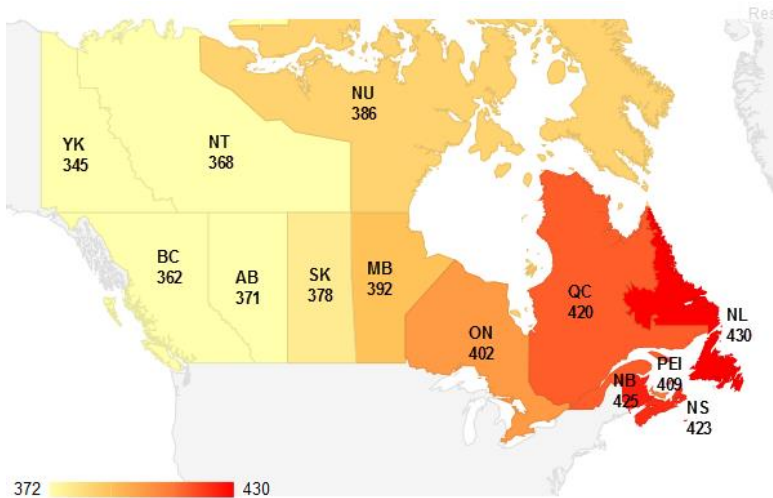 Res
NU
386
YK
345
NT
368
BC
362
AB
371
SK
378
MB
392
ON
402
QC
420
NL
430
PEI
409
NB
425
NS
423
372
430